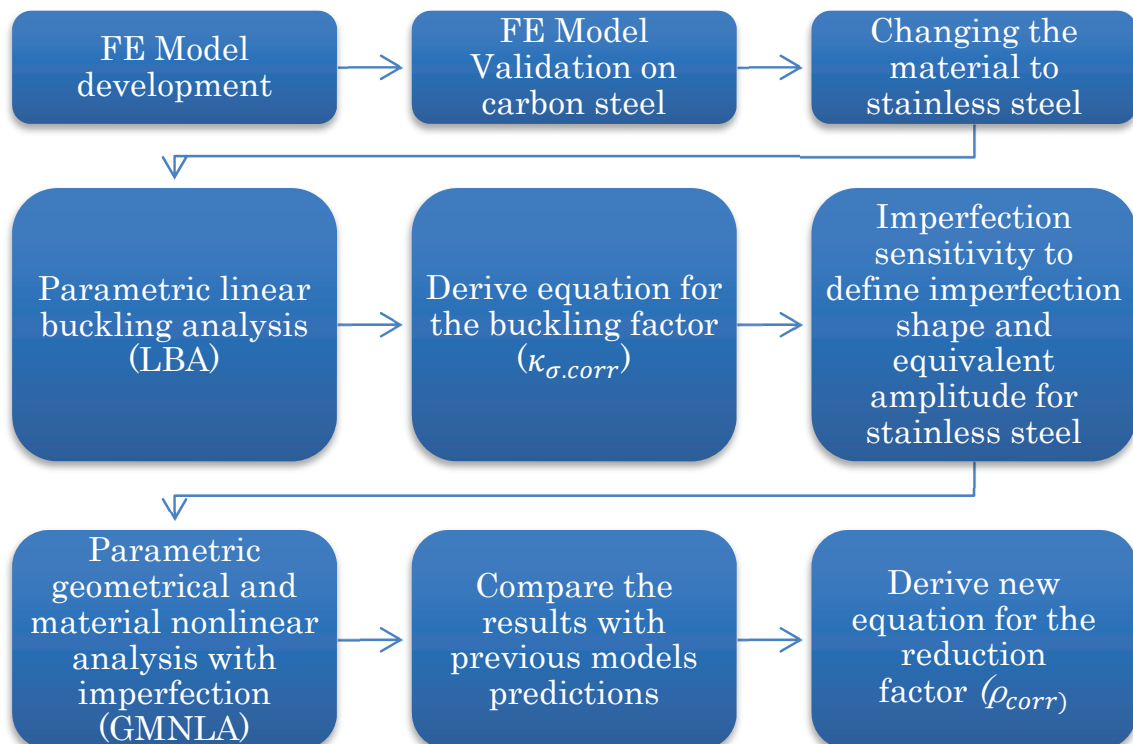 FE Model
development
FE Model
Validation on
carbon steel
Changing the
material to
stainless steel
Parametric linear
buckling analysis
(LBA)
Derive equation for
the buckling factor
(κσ.corr)
Imperfection
sensitivity to
define imperfection
shape and
equivalent
amplitude for
stainless steel
Parametric
geometrical and
material nonlinear
analysis with
imperfection
(GMNLA)
Compare the
results with
previous models
predictions
Derive new
equation for the
reduction
factor (ρcorr)